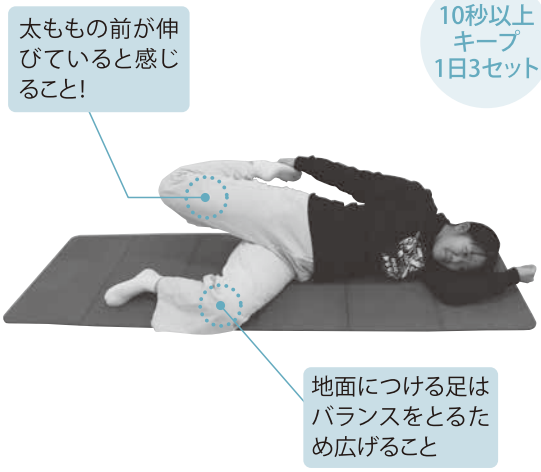 太ももの前が伸
びていると感じ
ること!
10秒以上
キープ
1日3セット
地面につける足は
バランスをとるた
め広げること